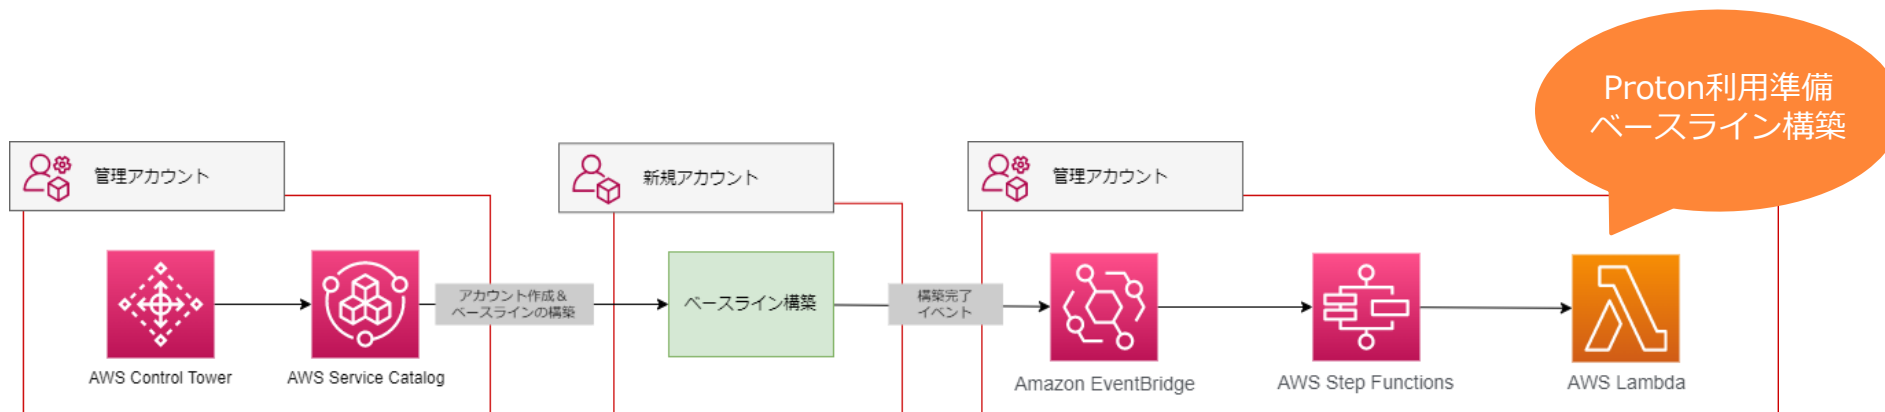 Proton利用準備
ベースライン構築
管理アカウント
新規アカウント
管理アカウント
アカウント作成＆
ベースラインの構築
ベースライン構築
構築完了
イベント
AWS Control Tower
AWS Service Catalog
Amazon EventBridge
AWS Step Functions
AWS Lambda